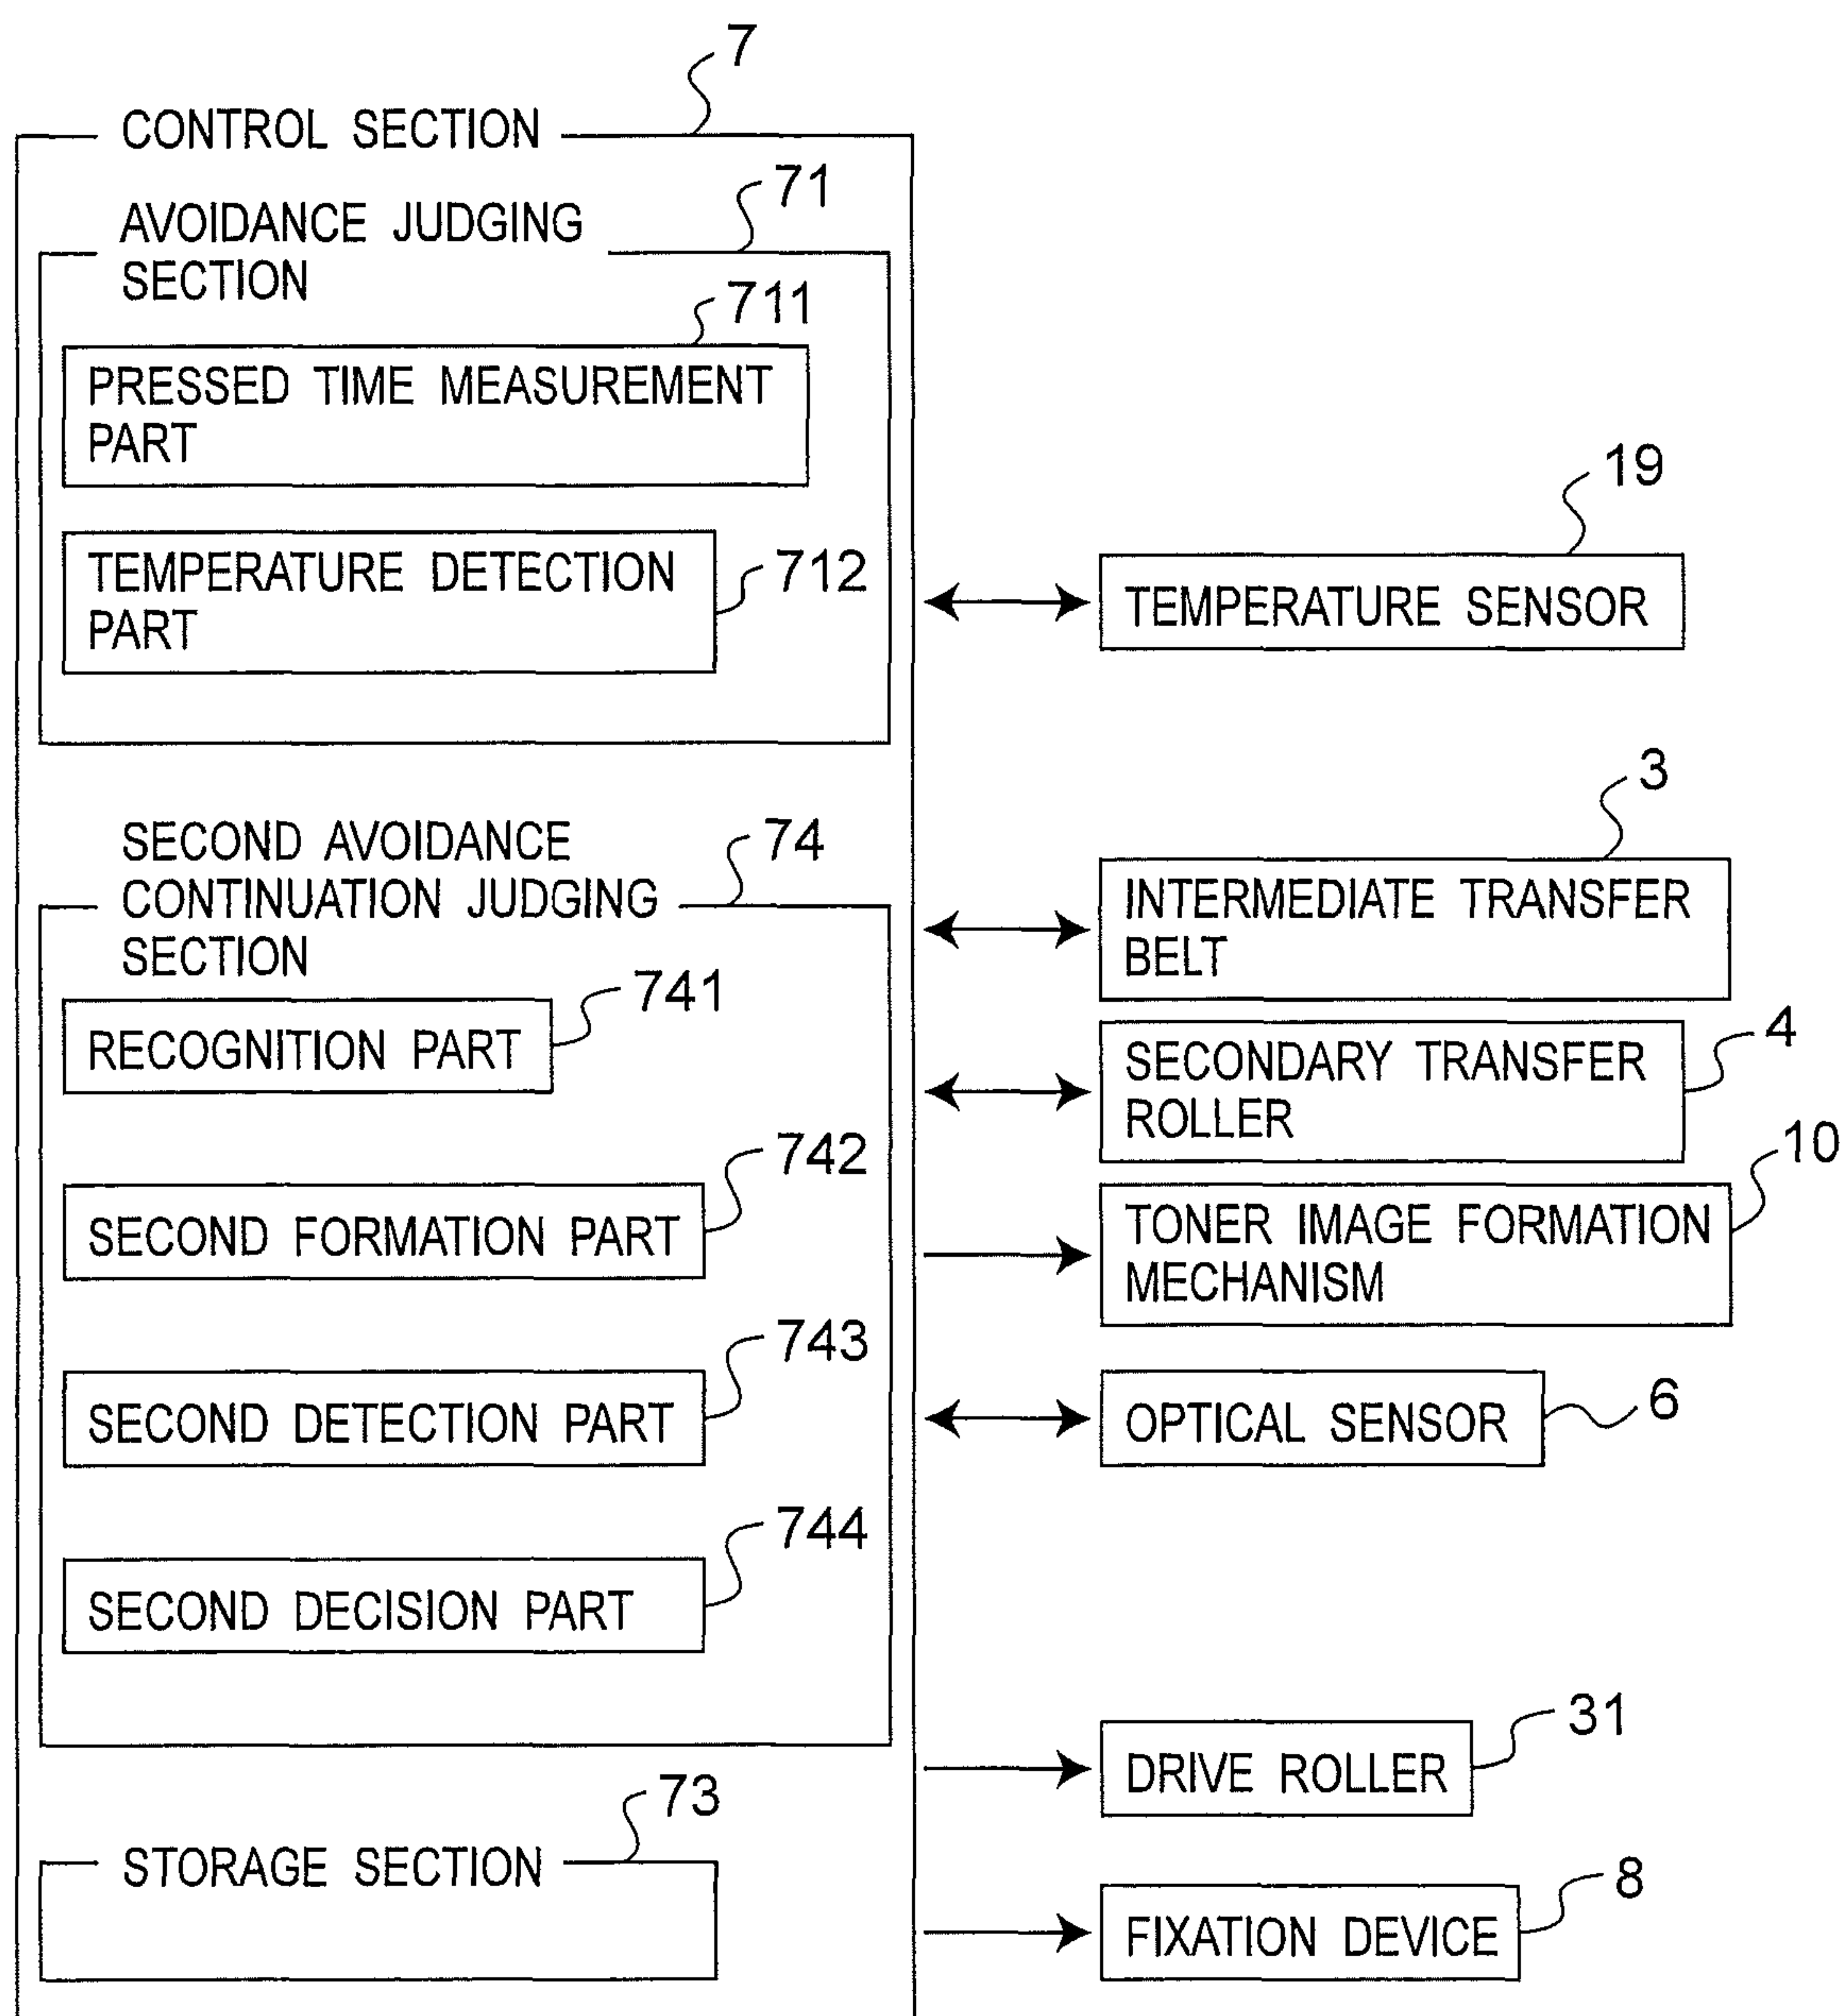 7
CONTROL SECTION
71
AVOIDANCE JUDGING
SECTION
711
PRESSED TIME MEASUREMENT
PART
TEMPERATURE DETECTION
PART
712
SECOND AVOIDANCE
CONTINUATION JUDGING
SECTION
74
RECOGNITION PART
741
742
SECOND FORMATION PART
743
SECOND DETECTION PART
744
SECOND DECISION PART
73
STORAGE SECTION
19
TEMPERATURE SENSOR
3
INTERMEDIATE TRANSFER
BELT
4
SECONDARY TRANSFER
ROLLER
10
TONER IMAGE FORMATION
MECHANISM
OPTICAL SENSOR
6
31
DRIVE ROLLER
8
FIXATION DEVICE